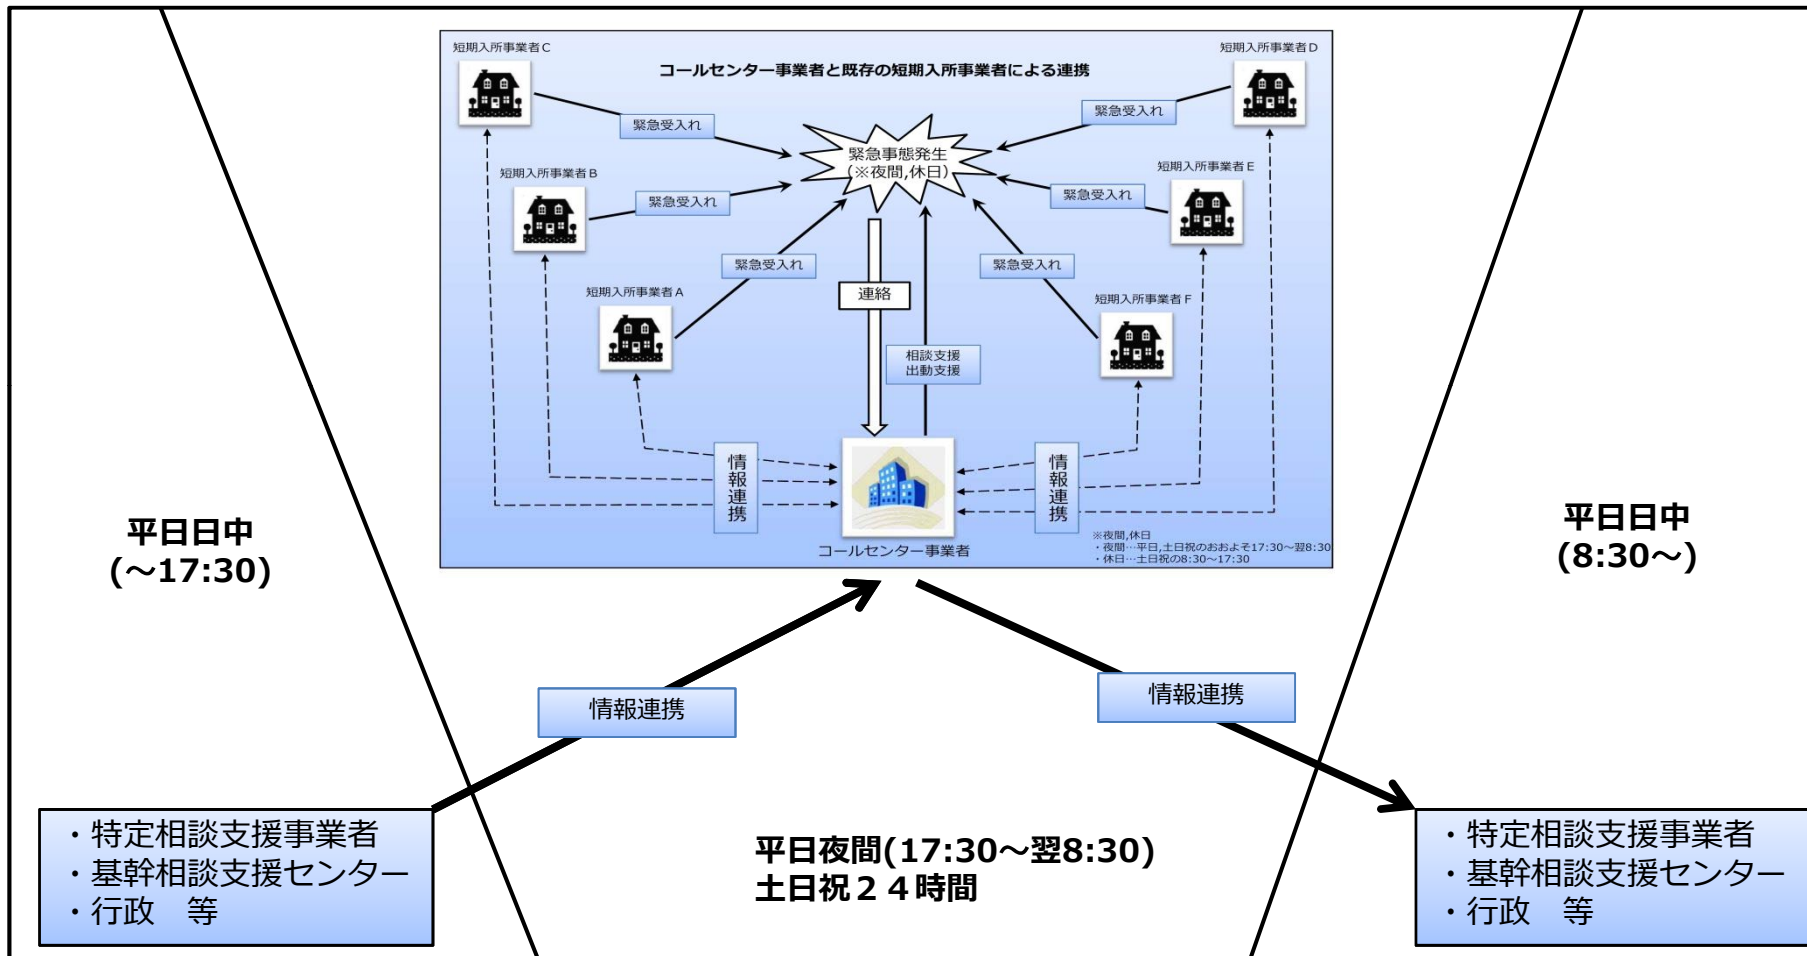 短期入所事業者C
短期入所事業者D
コールセンター事業者と既存の短期入所事業者による連携
緊急受入れ
緊急受入れ
緊急事態発生
(※夜間,休日)
短期入所事業者B
短期入所事業者E
緊急受入れ
緊急受入れ
緊急受入れ
緊急受入れ
短期入所事業者A
連絡
短期入所事業者F
相談支援
出動支援
情報連携
情報連携
コールセンター事業者
※夜間,休日
・夜間…平日,土日祝のおおよそ17:30～翌8:30
・休日…土日祝の8:30～17:30
平日日中
(～17:30)
平日日中
(8:30～)
情報連携
情報連携
・特定相談支援事業者
・基幹相談支援センター
・行政　等
平日夜間(17:30～翌8:30)
土日祝２４時間
・特定相談支援事業者
・基幹相談支援センター
・行政　等